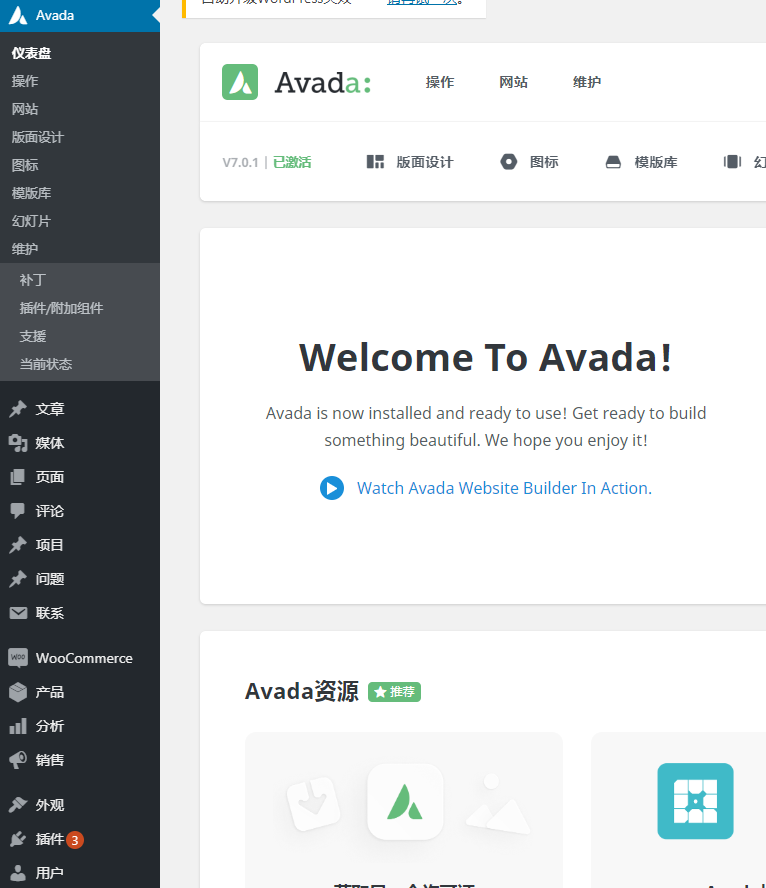 Avada
请再试一次。
仪表盘
操作
网站
版面设计
图标
模版库
幻灯片
维护
补丁
插件/附加组件
支援
当前状态
文章
媒体
页面
评论
项目
问题
联系
WooCommerce
产品
分析
销售
外观
插件 3
用户
Avada: 操作 网站 维护
V7.0.1 | 已激活 版面设计 图标 模版库 幻
Welcome To Avada!
Avada is now installed and ready to use! Get ready to build
something beautiful. We hope you enjoy it!
Watch Avada Website Builder In Action.
Avada资源 推荐